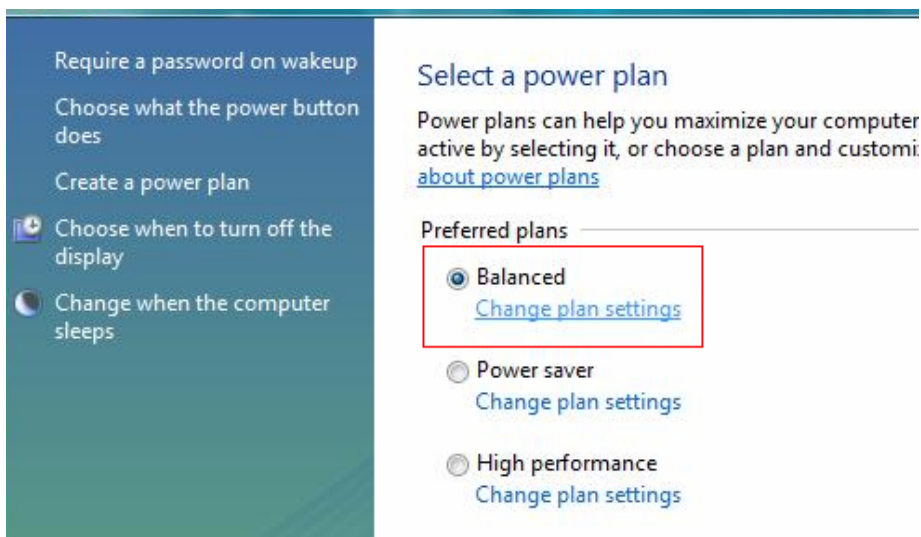 Require a password on wakeup
Choose what the power button
does
Create a power plan
Choose when to turn off the
display
Change when the computer
sleeps
Select a power plan
Power plans can help you maximize your computer
active by selecting it, or choose a plan and
about power plans
Preferred plans
Balanced
Change plan settings
Power saver
Change plan settings
High performance
Change plan settings